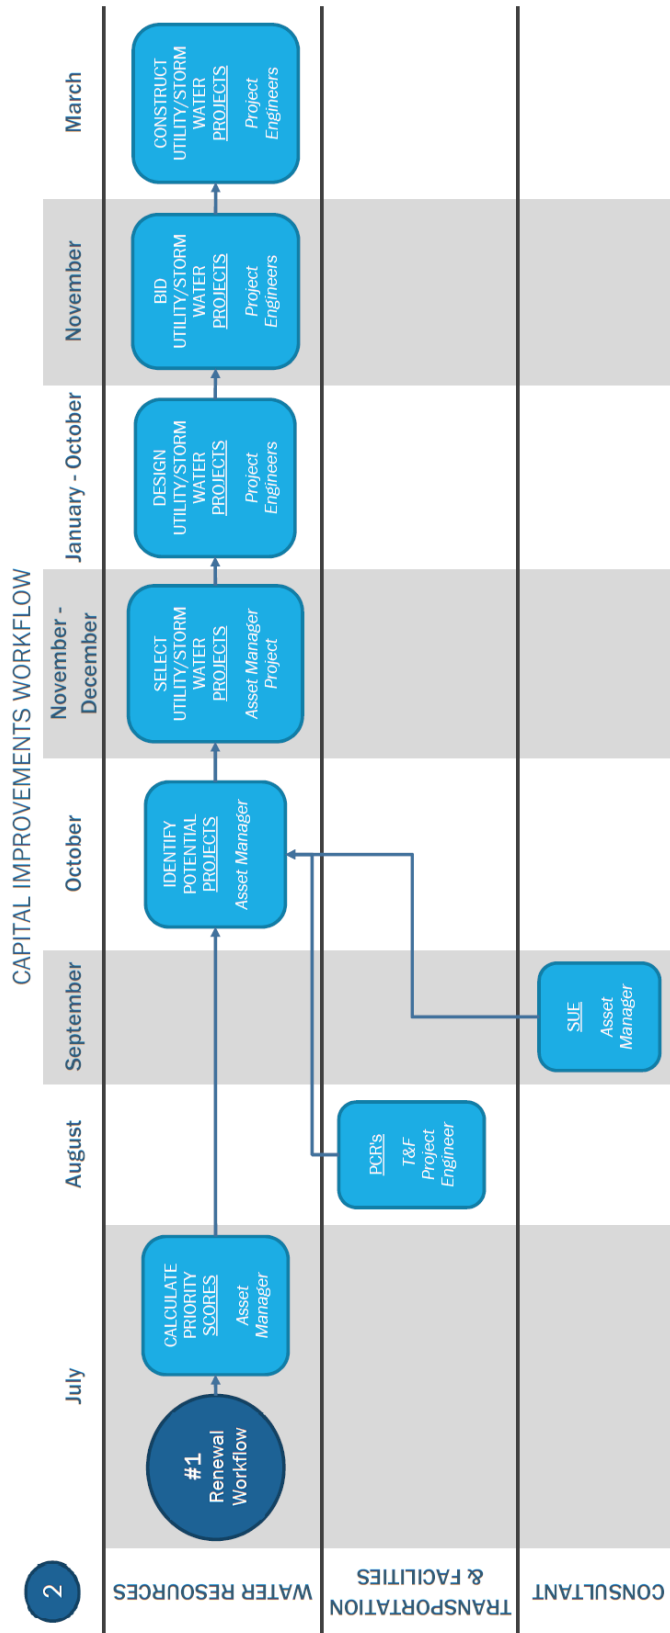 2
CAPITAL IMPROVEMENTS WORKFLOW
July
August
September
October
November -
December
January - October
November
March
WATER RESOURCES
#1
Renewal
Workflow
CALCULATE
PRIORITY
SCORES
Asset
Manager
IDENTIFY
POTENTIAL
PROJECTS
Asset Manager
SELECT
UTILITY/STORM
WATER
PROJECTS
Asset Manager
Project
DESIGN
UTILITY/STORM
WATER
PROJECTS
Project
Engineers
BID
UTILITY/STORM
WATER
PROJECTS
Project
Engineers
CONSTRUCT
UTILITY/STORM
WATER
PROJECTS
Project
Engineers
TRANSPORTATION
& FACILITIES
PCR's
T&F
Project
Engineer
CONSULTANT
SUE
Asset
Manager